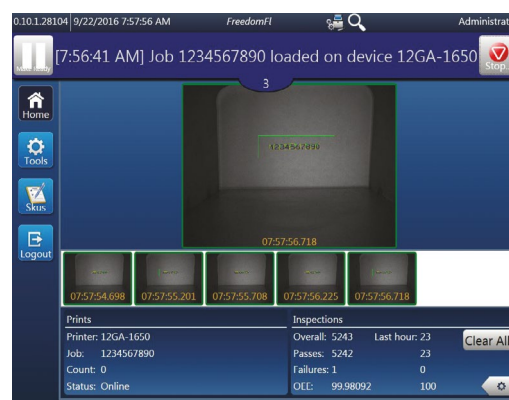 0.10.1.28104 9/22/2016 7:57:56 AM FreedomFl Administrat
[7:56:41 AM] Job 1234567890 loaded on device 12GA-1650
Make Ready
Stop
3
Home
Tools
Skus
Logout
1234567890
07:57:56.718
07:57:54.698 07:57:55.201 07:57:55.708 07:57:56.225 07:57:56.718
Prints
Printer: 12GA-1650
Job: 1234567890
Count: 0
Status: Online
Inspections
Overall: 5243 Last hour: 23
Passes: 5242 23
Failures: 1 0
OEE: 99.98092 100
Clear All